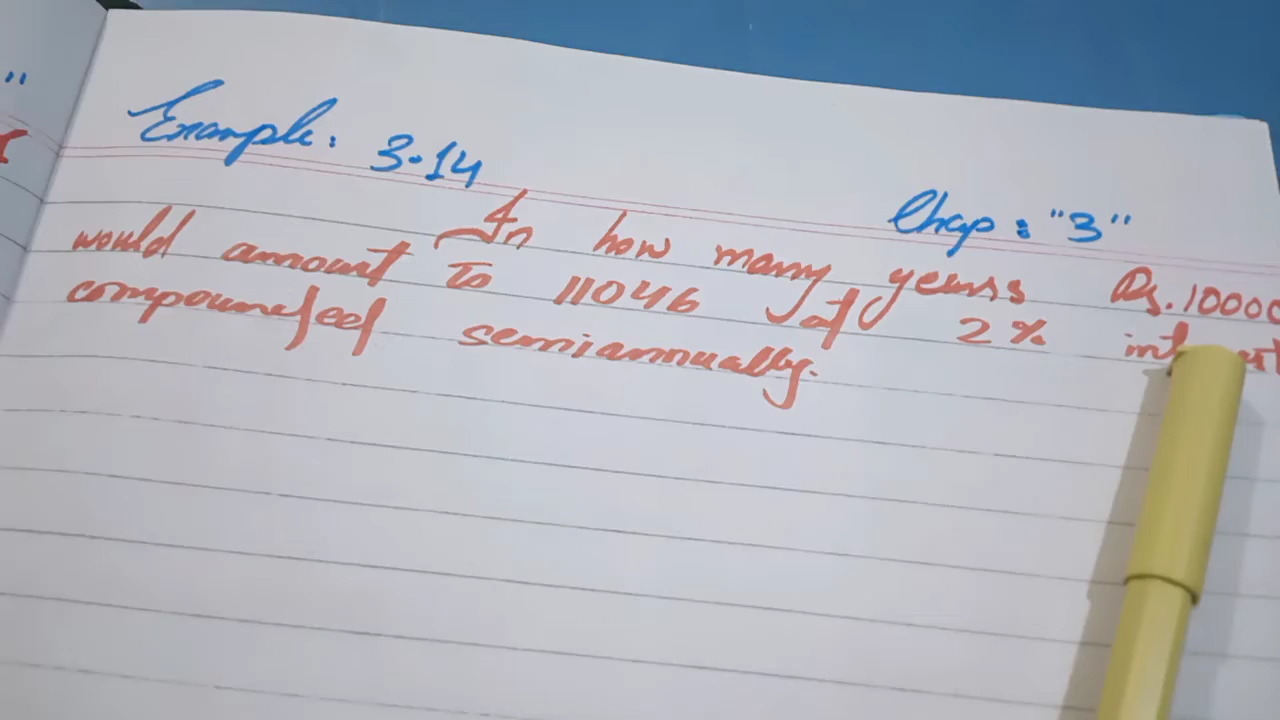 "
Example: 3.14
Chap: "3"
In how many years Rs. 10000
would amount to 11046 at 2% interest
compounded semiannually.